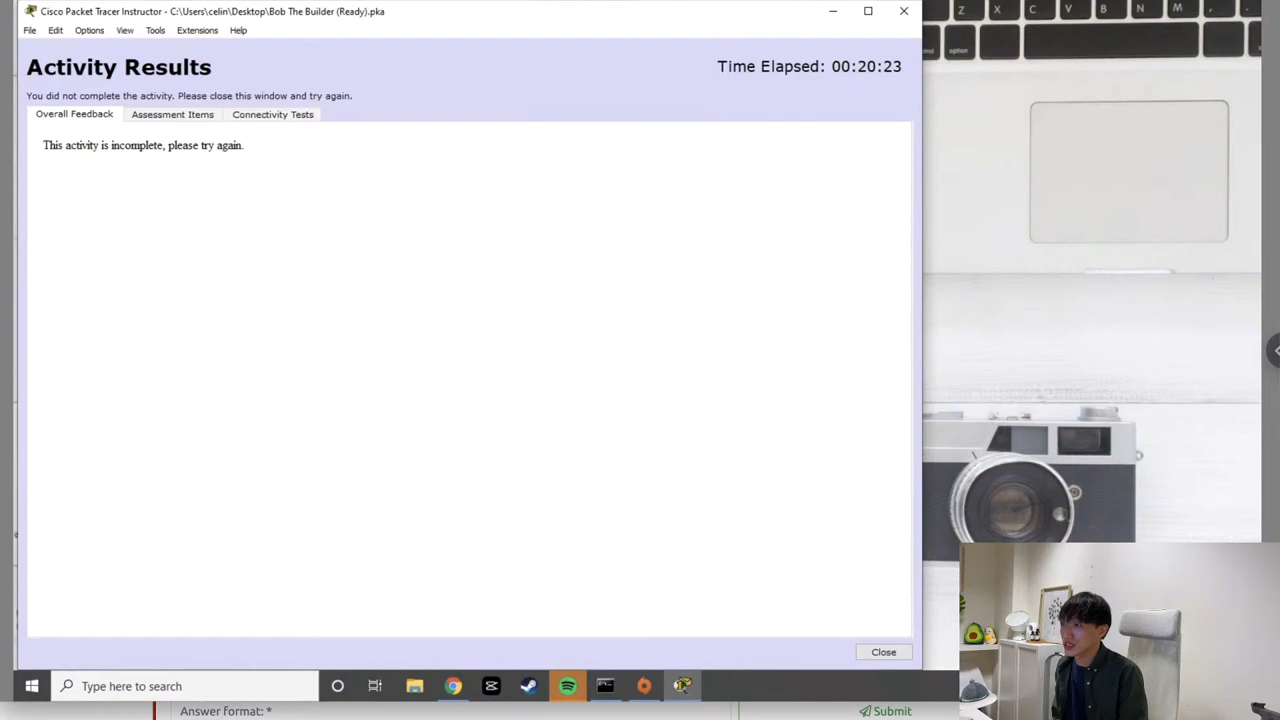 Cisco Packet Tracer Instructor - C:\Users\celin\Desktop\Bob The Builder (Ready).pka
File Edit Options View Tools Extensions Help
Activity Results
Time Elapsed: 00:20:23
You did not complete the activity. Please close this window and try again.
Overall Feedback Assessment Items Connectivity Tests
This activity is incomplete, please try again.
Close
Type here to search
Answer format: *
Submit
Z X C V B N M
option